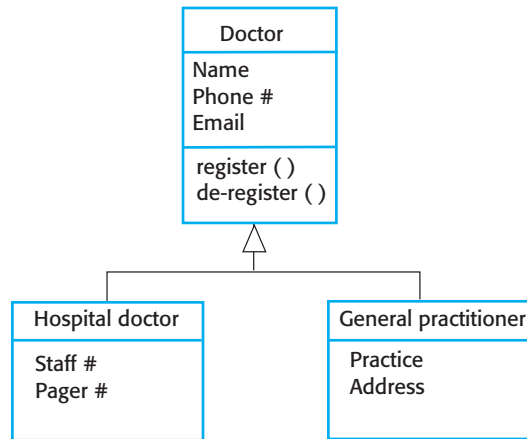 Doctor
Name
Phone #
Email
register ( )
de-register ( )
Hospital doctor
Staff #
Pager #
General practitioner
Practice
Address